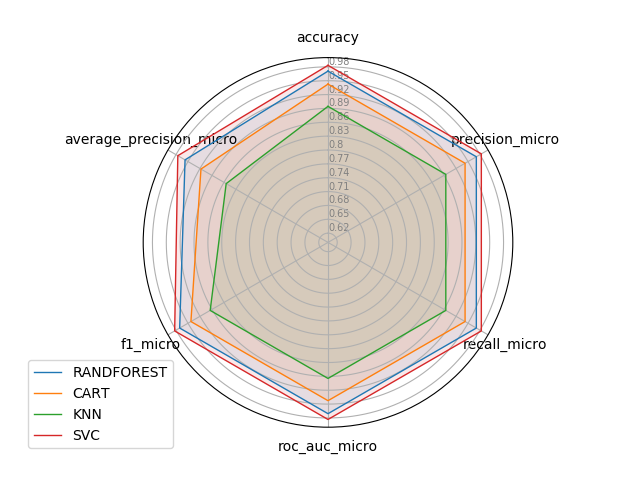 accuracy
0.98
0.95
0.92
0.89
0.86
0.83
0.8
0.77
0.74
0.71
0.68
0.65
0.62
average_precision_micro
precision_micro
f1_micro
recall_micro
roc_auc_micro
RANDFOREST
CART
KNN
SVC